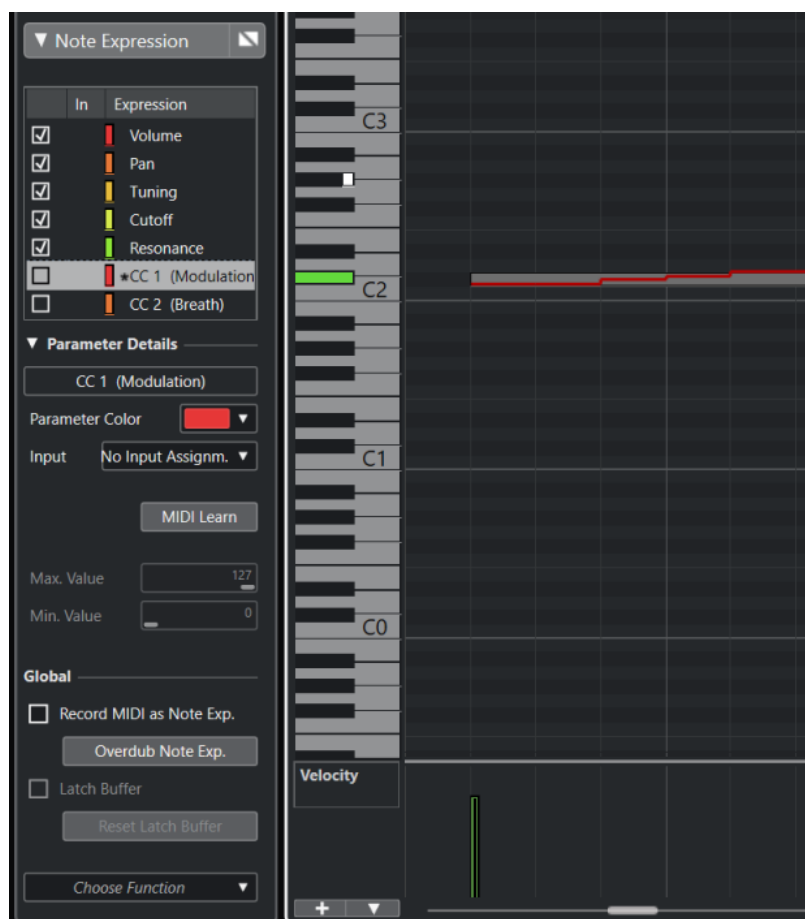 Note Expression
In Expression
Volume
Pan
Tuning
Cutoff
Resonance
★CC 1 (Modulation
CC 2 (Breath)
Parameter Details
CC 1 (Modulation)
Parameter Color
Input No Input Assignm.
MIDI Learn
Max. Value 127
Min. Value 0
Global
Record MIDI as Note Exp.
Overdub Note Exp.
Latch Buffer
Reset Latch Buffer
Choose Function
C3
C2
C1
C0
Velocity